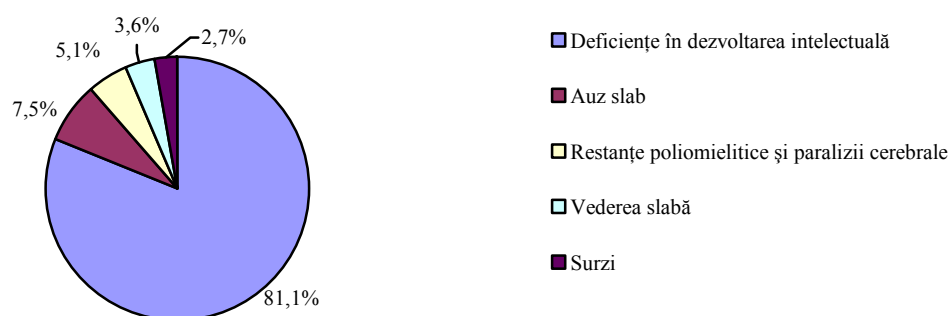 3,6%
2,7%
5,1%
7,5%
81,1%
Deficiențe în dezvoltarea intelectuală
Auz slab
Restanțe poliomielitice și paralizii cerebrale
Vederea slabă
Surzi